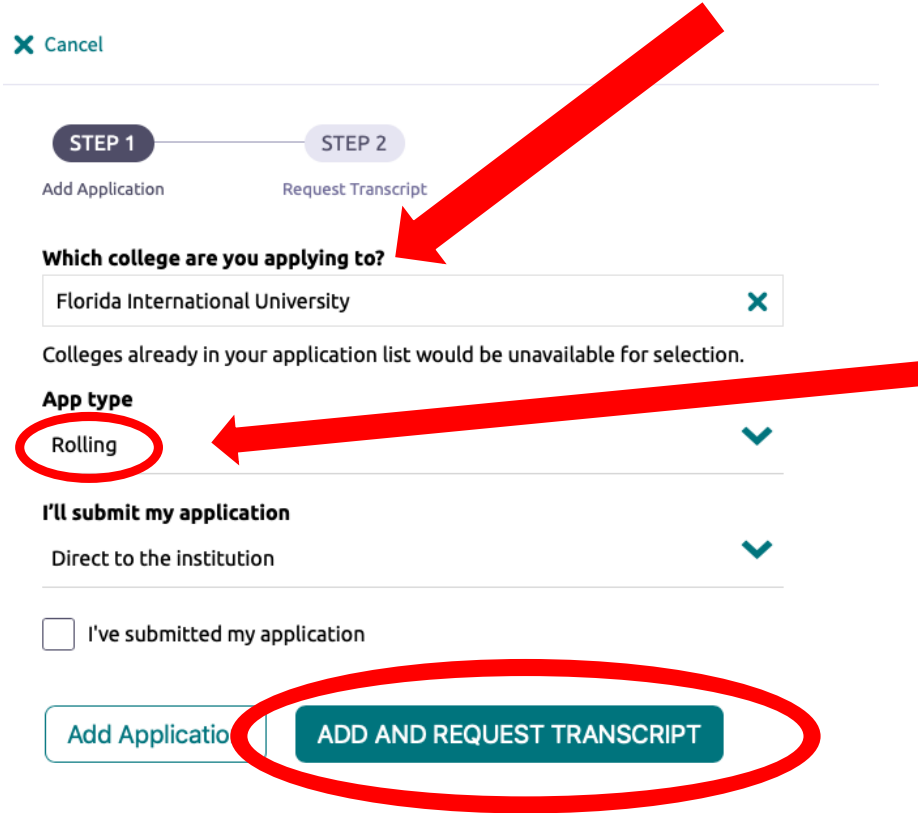 Cancel
STEP 1
STEP 2
Add Application
Request Transcript
Which college are you applying to?
Florida International University
Colleges already in your application list would be unavailable for selection.
App type
Rolling
I'll submit my application
Direct to the institution
I've submitted my application
Add Applicatio
ADD AND REQUEST TRANSCRIPT